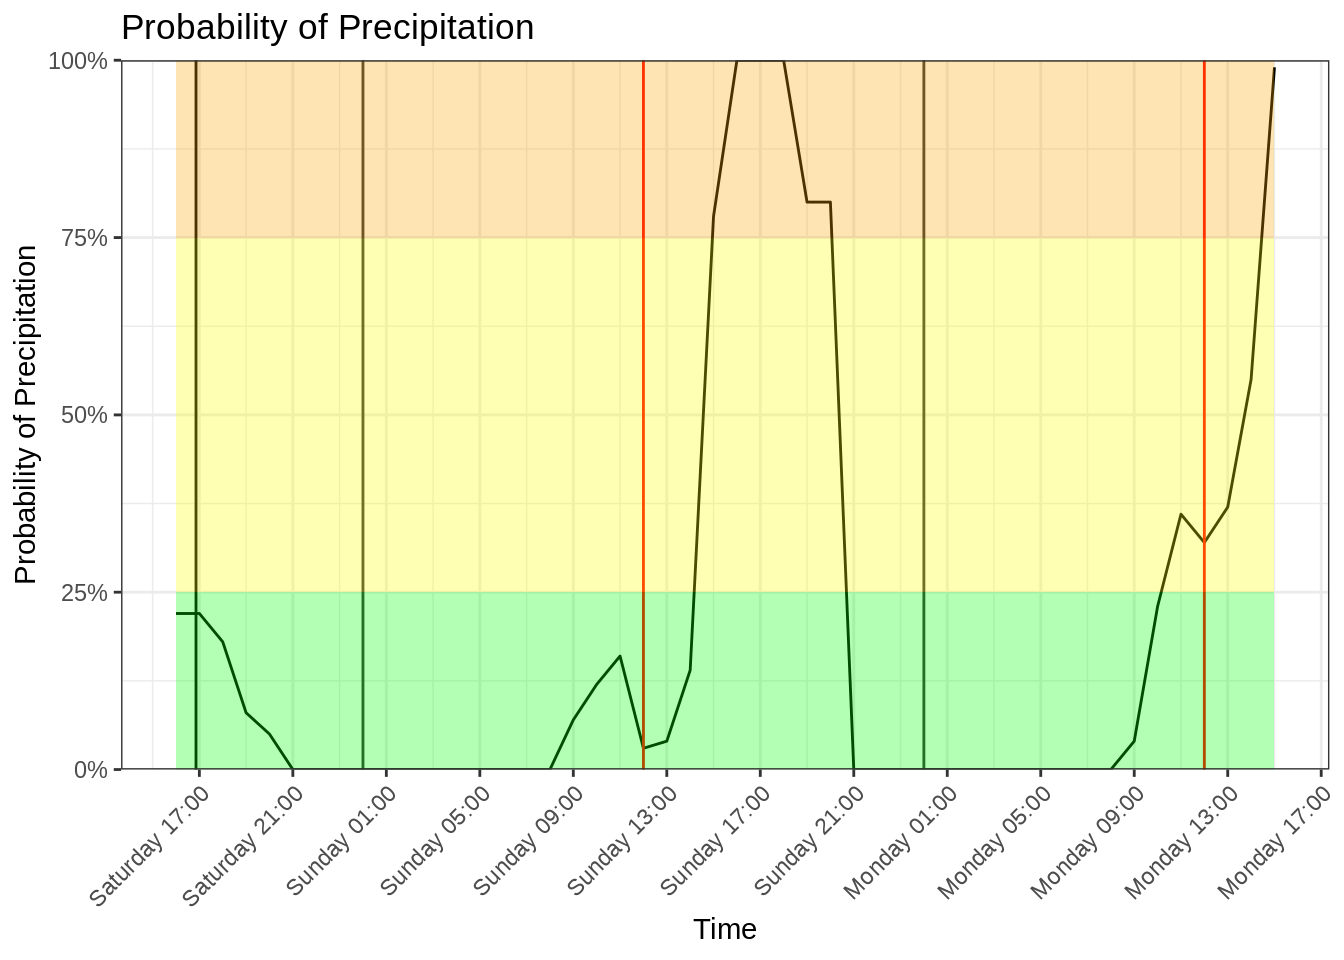 Probability of Precipitation
Probability of Precipitation
100%
75%
50%
25%
0%
Saturday 17:00
Saturday 21:00
Sunday 01:00
Sunday 05:00
Sunday 09:00
Sunday 13:00
Sunday 17:00
Sunday 21:00
Monday 01:00
Monday 05:00
Monday 09:00
Monday 13:00
Monday 17:00
Time